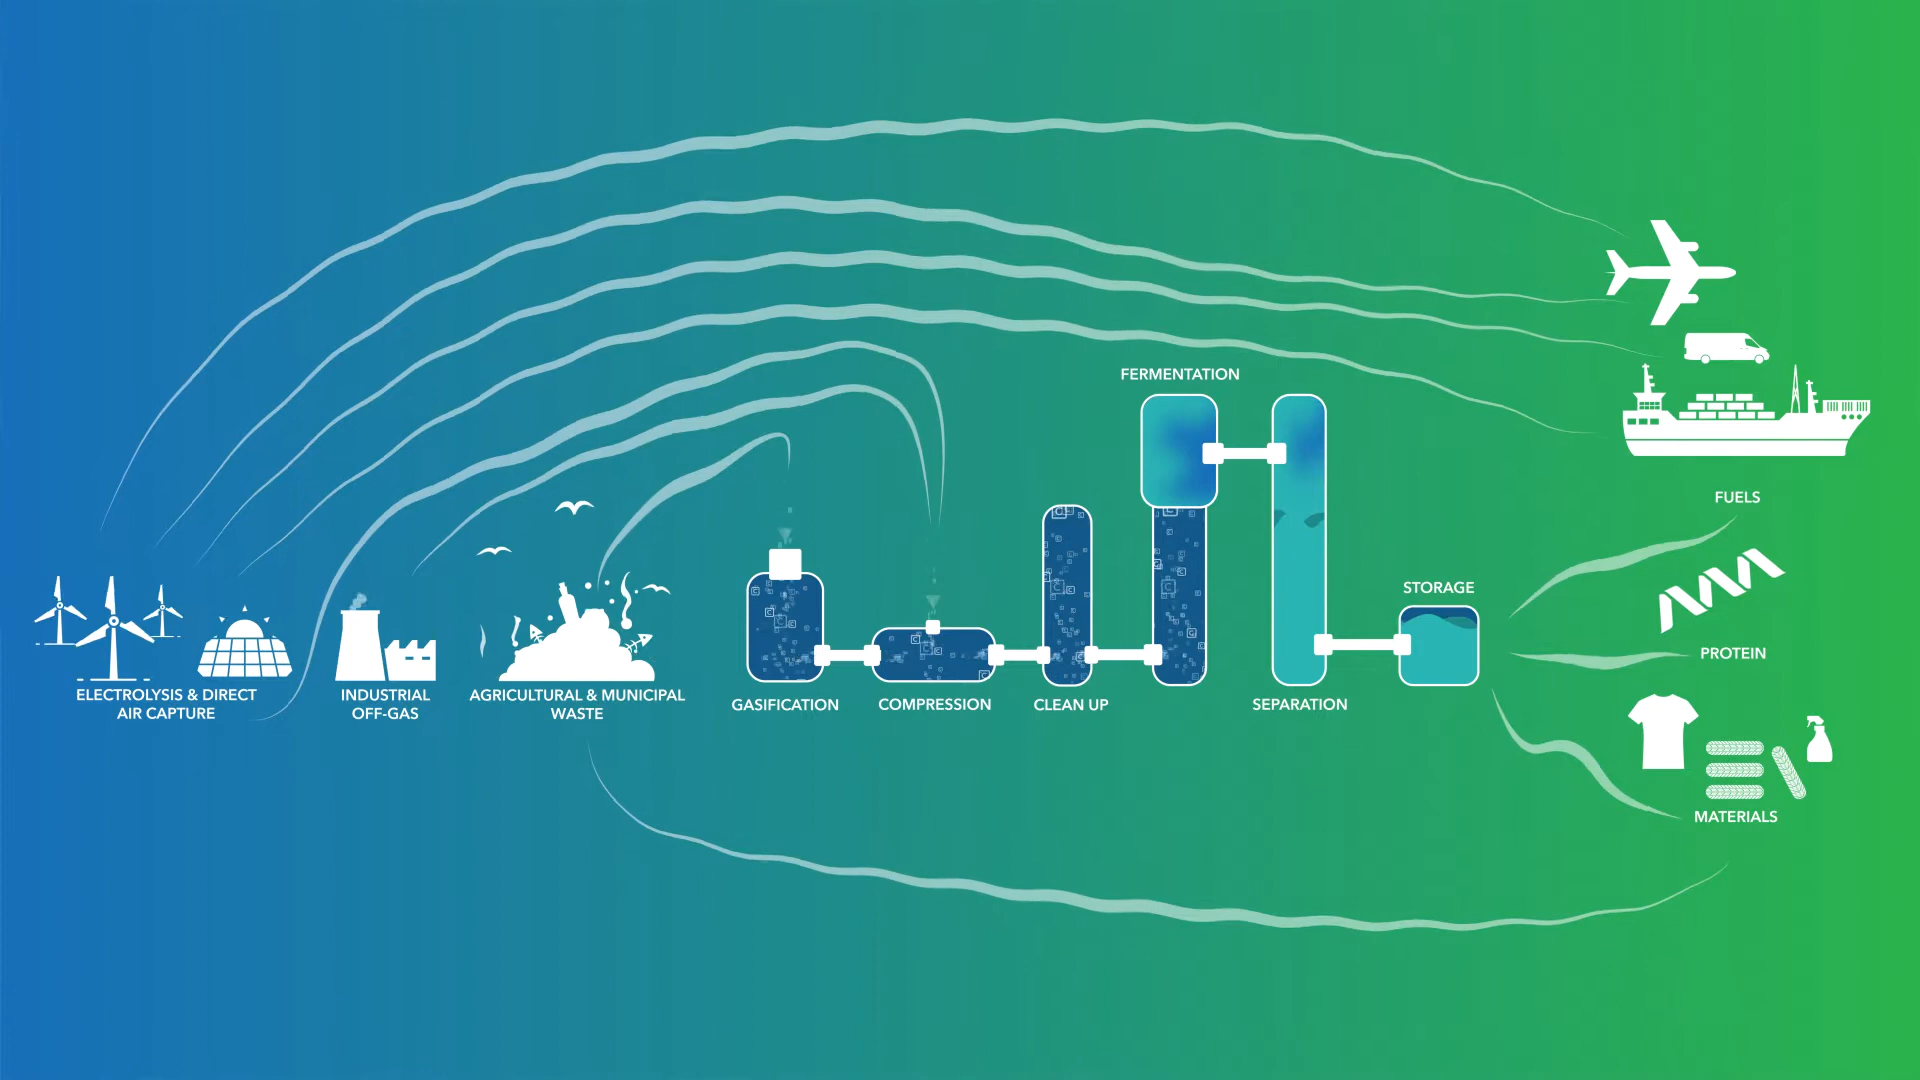 FERMENTATION
FUELS
STORAGE
PROTEIN
ELECTROLYSIS & DIRECT
AIR CAPTURE
INDUSTRIAL
OFF-GAS
AGRICULTURAL & MUNICIPAL
WASTE
GASIFICATION
COMPRESSION
CLEAN UP
SEPARATION
MATERIALS